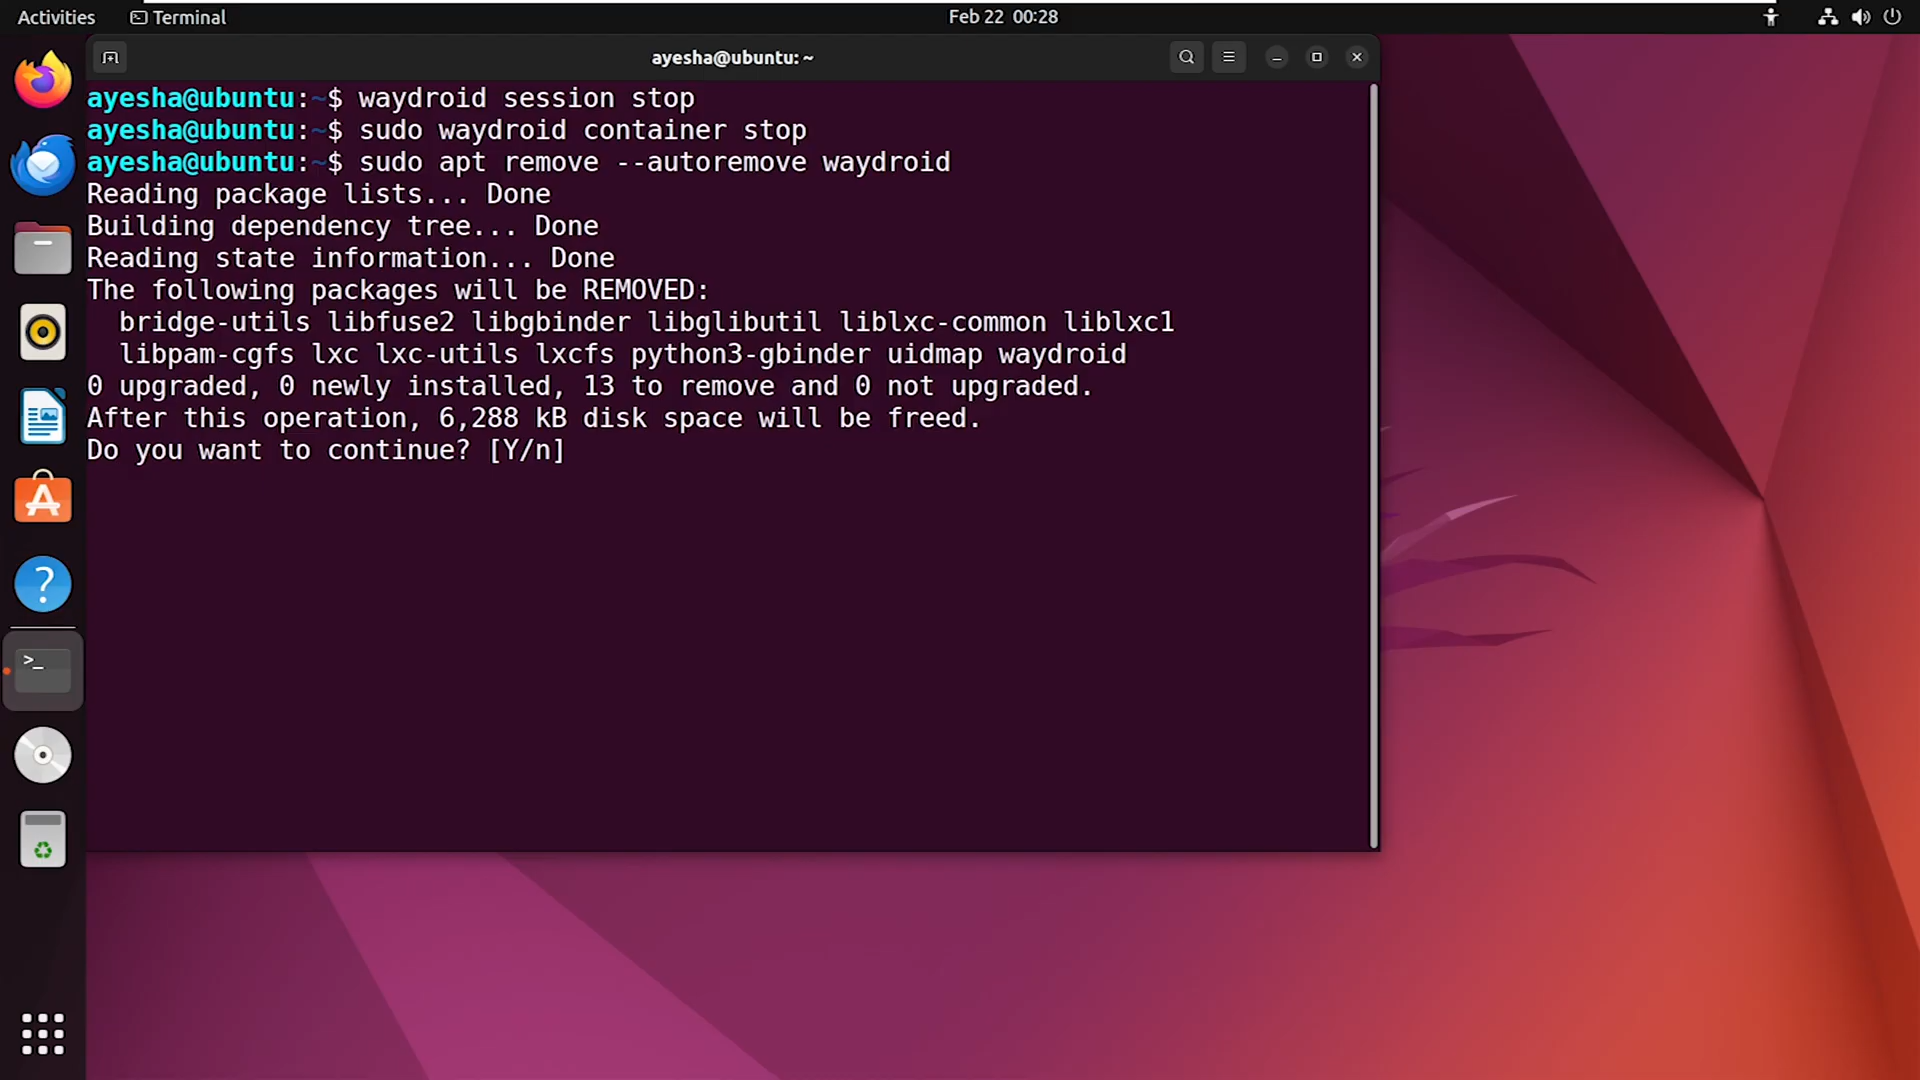 Activities
Terminal
Feb 22 00:28
ayesha@ubuntu: ~
ayesha@ubuntu:~$ waydroid session stop
ayesha@ubuntu:~$ sudo waydroid container stop
ayesha@ubuntu:~$ sudo apt remove --autoremove waydroid
Reading package lists... Done
Building dependency tree... Done
Reading state information... Done
The following packages will be REMOVED:
bridge-utils libfuse2 libgbinder libglibutil liblxc-common liblxc1
libpam-cgfs lxc lxc-utils lxcfs python3-gbinder uidmap waydroid
0 upgraded, 0 newly installed, 13 to remove and 0 not upgraded.
After this operation, 6,288 kB disk space will be freed.
Do you want to continue? [Y/n]